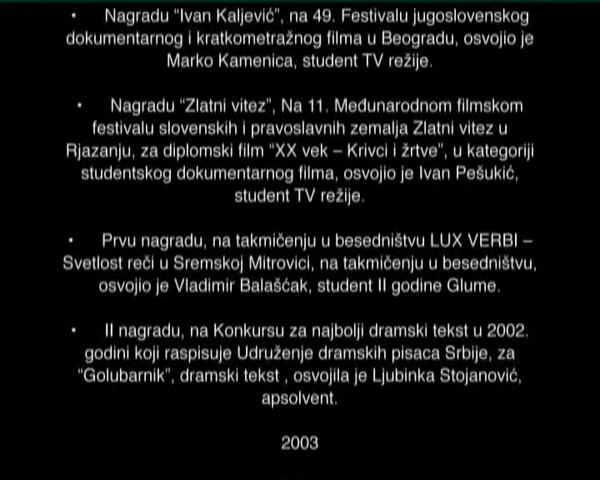 • Nagradu “Ivan Kaljević”, na 49. Festivalu jugoslovenskog
dokumentarnog i kratkometražnog filma u Beogradu, osvojio je
Marko Kamenica, student TV režije.
• Nagradu “Zlatni vitez”, Na 11. Međunarodnom filmskom
festivalu slovenskih i pravoslavnih zemalja Zlatni vitez u
Rjazanju, za diplomski film “XX vek – Krivci i žrtve”, u kategoriji
studentskog dokumentarnog filma, osvojio je Ivan Pešukić,
student TV režije.
• Prvu nagradu, na takmičenju u besedništvu LUX VERBI –
Svetlost reči u Sremskoj Mitrovici, na takmičenju u besedništvu,
osvojio je Vladimir Balašćak, student II godine Glume.
• II nagradu, na Konkursu za najbolji dramski tekst u 2002.
godini koji raspisuje Udruženje dramskih pisaca Srbije, za
“Golubarnik”, dramski tekst , osvojila je Ljubinka Stojanović,
apsolvent.
2003